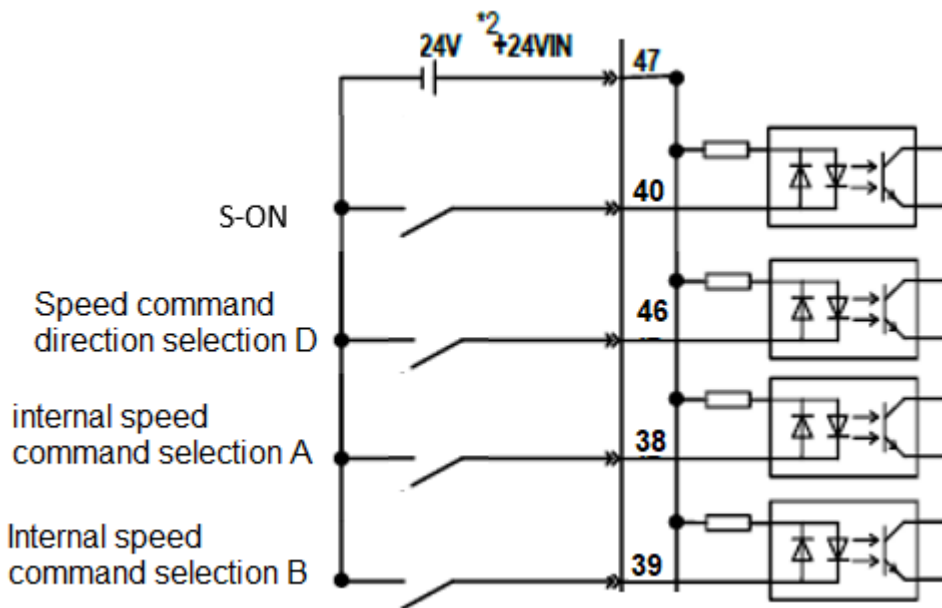 *2
24V +24VIN
47
40
S-ON
Speed command
direction selection D
46
internal speed
command selection A
38
Internal speed
command selection B
39